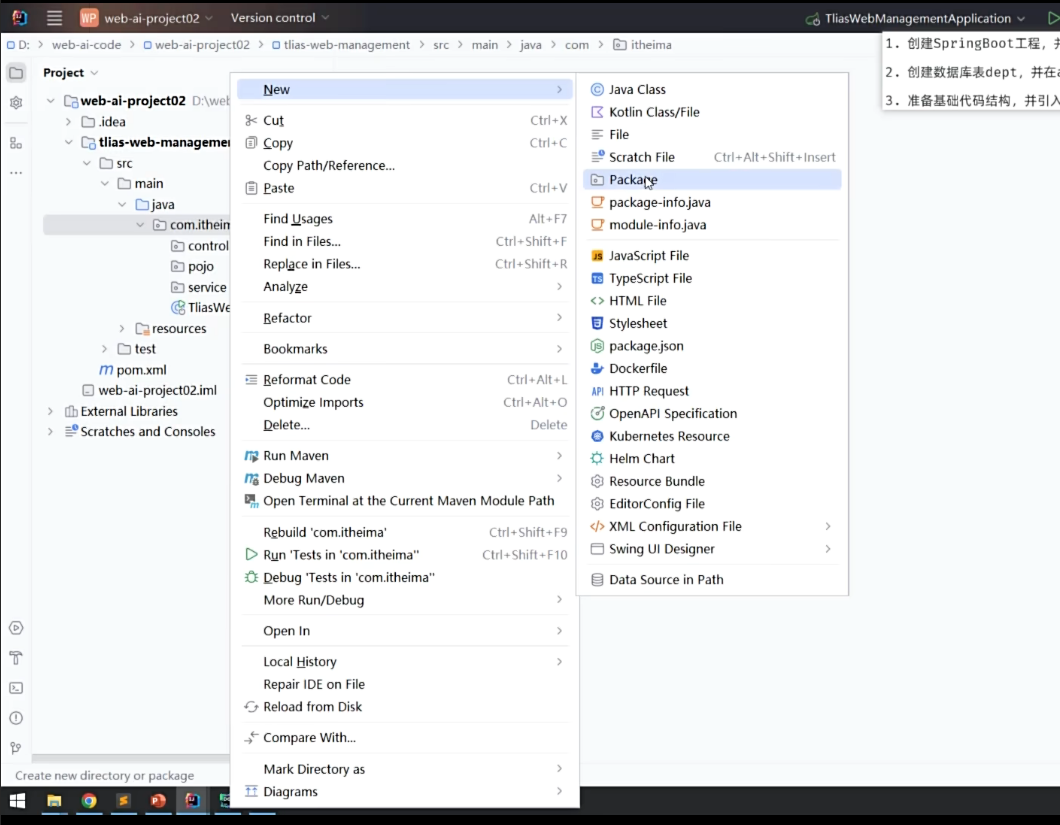 WP web-ai-project02 Version control TliasWebManagementApplication
D: web-ai-code web-ai-project02 tlias-web-management src main java com itheima
1. 创建SpringBoot工程，
2. 创建数据库表dept，并在
3. 准备基础代码结构，并引入
Project
web-ai-project02 D:\web
.idea
tlias-web-manageme
src
main
java
com.itheim
control
pojo
service
TliasWe
resources
test
pom.xml
web-ai-project02.iml
External Libraries
Scratches and Consoles
New
Cut Ctrl+X
Copy Ctrl+C
Copy Path/Reference...
Paste Ctrl+V
Find Usages Alt+F7
Find in Files... Ctrl+Shift+F
Replace in Files... Ctrl+Shift+R
Analyze
Refactor
Bookmarks
Reformat Code Ctrl+Alt+L
Optimize Imports Ctrl+Alt+O
Delete... Delete
Run Maven
Debug Maven
Open Terminal at the Current Maven Module Path
Rebuild 'com.itheima' Ctrl+Shift+F9
Run 'Tests in 'com.itheima'' Ctrl+Shift+F10
Debug 'Tests in 'com.itheima''
More Run/Debug
Open In
Local History
Repair IDE on File
Reload from Disk
Compare With...
Mark Directory as
Diagrams
Java Class
Kotlin Class/File
File
Scratch File Ctrl+Alt+Shift+Insert
Package
package-info.java
module-info.java
JavaScript File
TypeScript File
HTML File
Stylesheet
package.json
Dockerfile
HTTP Request
OpenAPI Specification
Kubernetes Resource
Helm Chart
Resource Bundle
EditorConfig File
XML Configuration File
Swing UI Designer
Data Source in Path
Create new directory or package